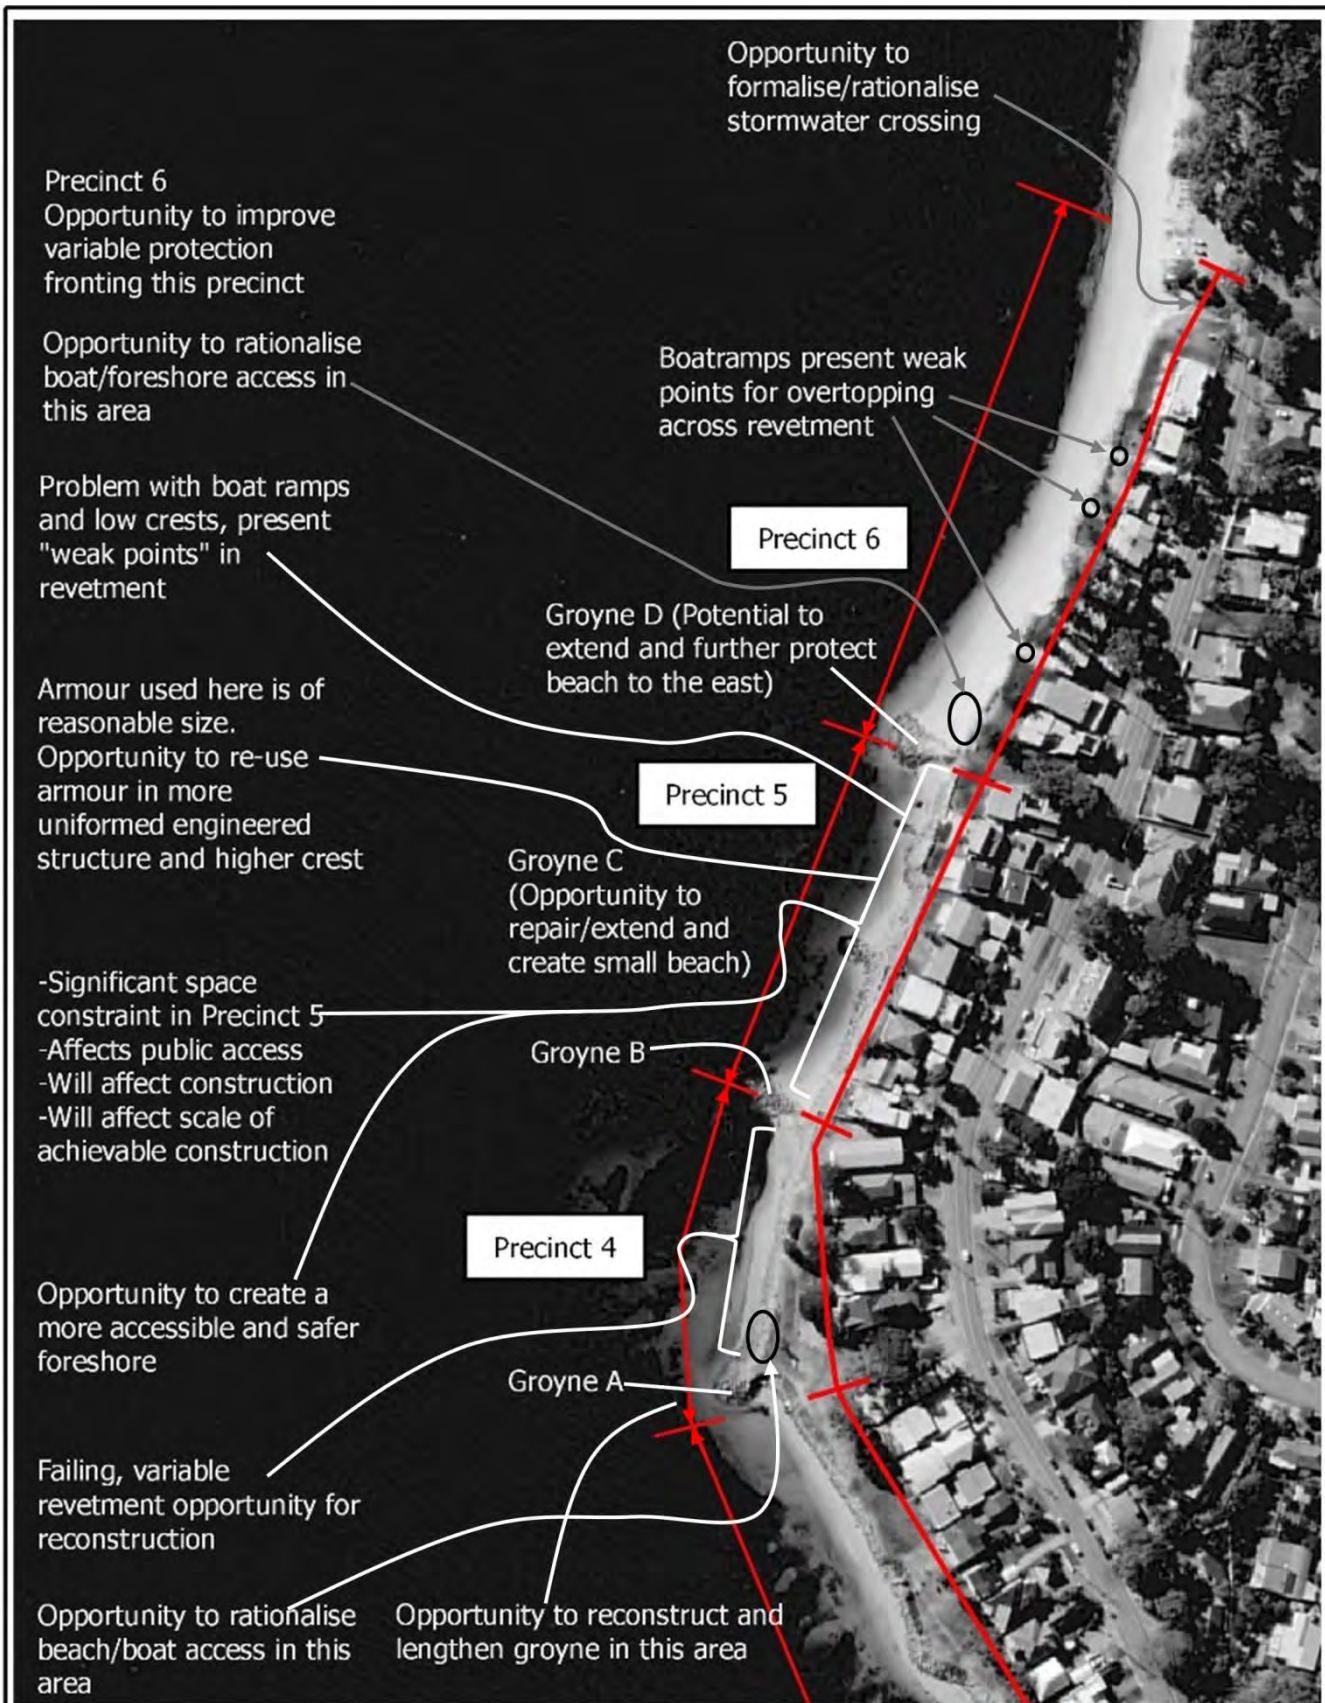 Opportunity to
formalise/rationalise
stormwater crossing
Precinct 6
Opportunity to improve
variable protection
fronting this precinct
Opportunity to rationalise
boat/foreshore access in
this area
Boatramps present weak
points for overtopping
across revetment
Problem with boat ramps
and low crests, present
"weak points" in
revetment
Precinct 6
Groyne D (Potential to
extend and further protect
beach to the east)
Armour used here is of
reasonable size.
Opportunity to re-use
armour in more
uniformed engineered
structure and higher crest
Precinct 5
Groyne C
(Opportunity to
repair/extend and
create small beach)
-Significant space
constraint in Precinct 5
-Affects public access
-Will affect construction
-Will affect scale of
achievable construction
Groyne B
Precinct 4
Opportunity to create a
more accessible and safer
foreshore
Groyne A
Failing, variable
revetment opportunity for
reconstruction
Opportunity to rationalise
beach/boat access in this
area
Opportunity to reconstruct and
lengthen groyne in this area